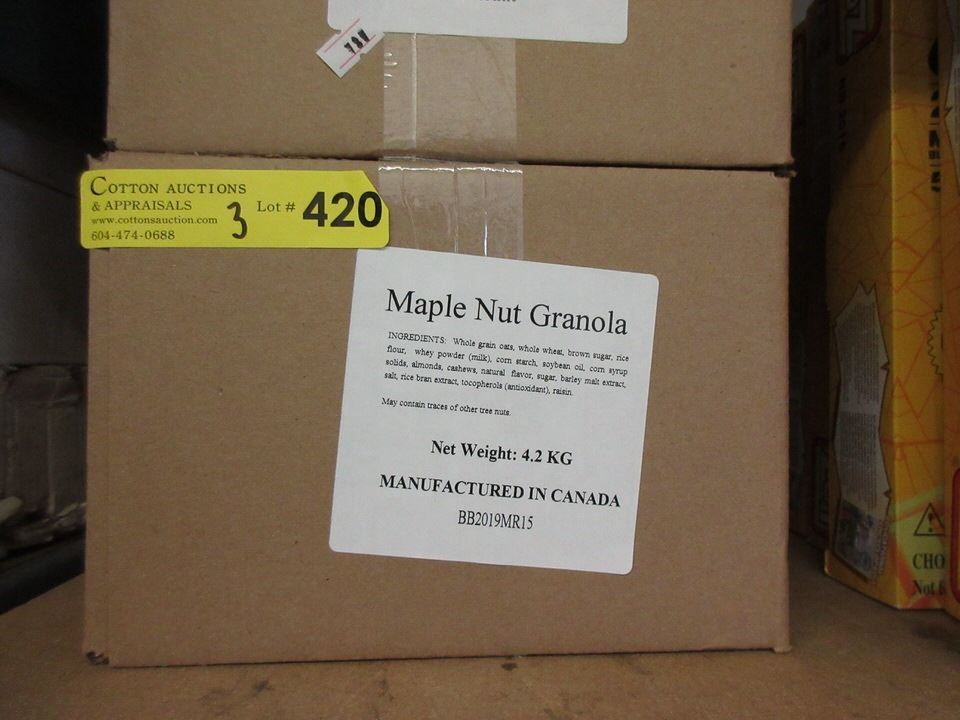 COTTON AUCTIONS
& APPRAISALS
www.cottonsauction.com
604-474-0688
3
Lot # 420
Maple Nut Granola
INGREDIENTS: Whole grain oats, whole wheat, brown sugar, rice
flour, whey powder (milk), corn starch, soybean oil, corn syrup
solids, almonds, cashews, natural flavor, sugar, barley malt extract,
salt, rice bran extract, tocopherols (antioxidant), raisin.
May contain traces of other tree nuts.
Net Weight: 4.2 KG
MANUFACTURED IN CANADA
BB2019MR15
CHO
Not